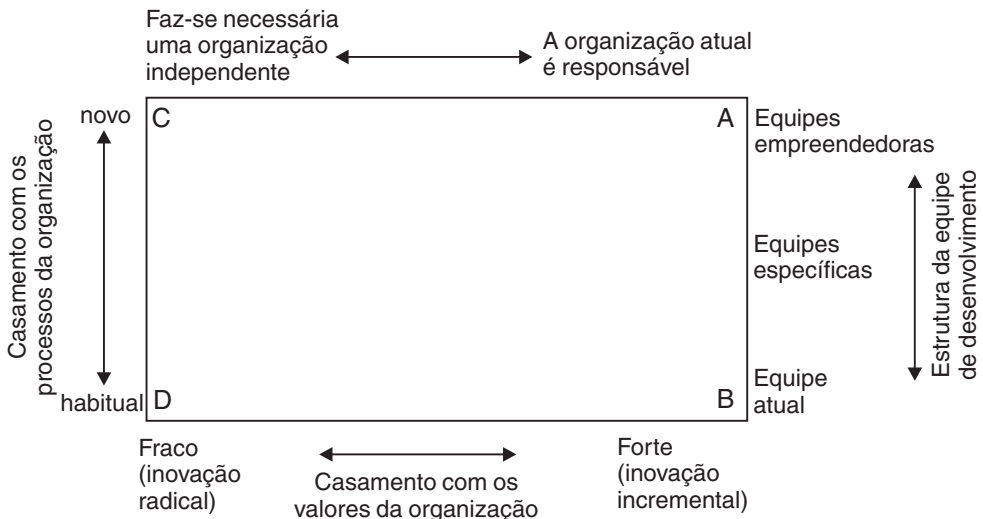 Faz-se necessária
uma organização
independente
A organização atual
é responsável
novo
C
A
Equipes
empreendedoras
Casamento com os
processos da organização
Equipes
específicas
Estrutura da equipe
de desenvolvimento
habitual
D
B
Equipe
atual
Fraco
(inovação
radical)
Casamento com os
valores da organização
Forte
(inovação
incremental)